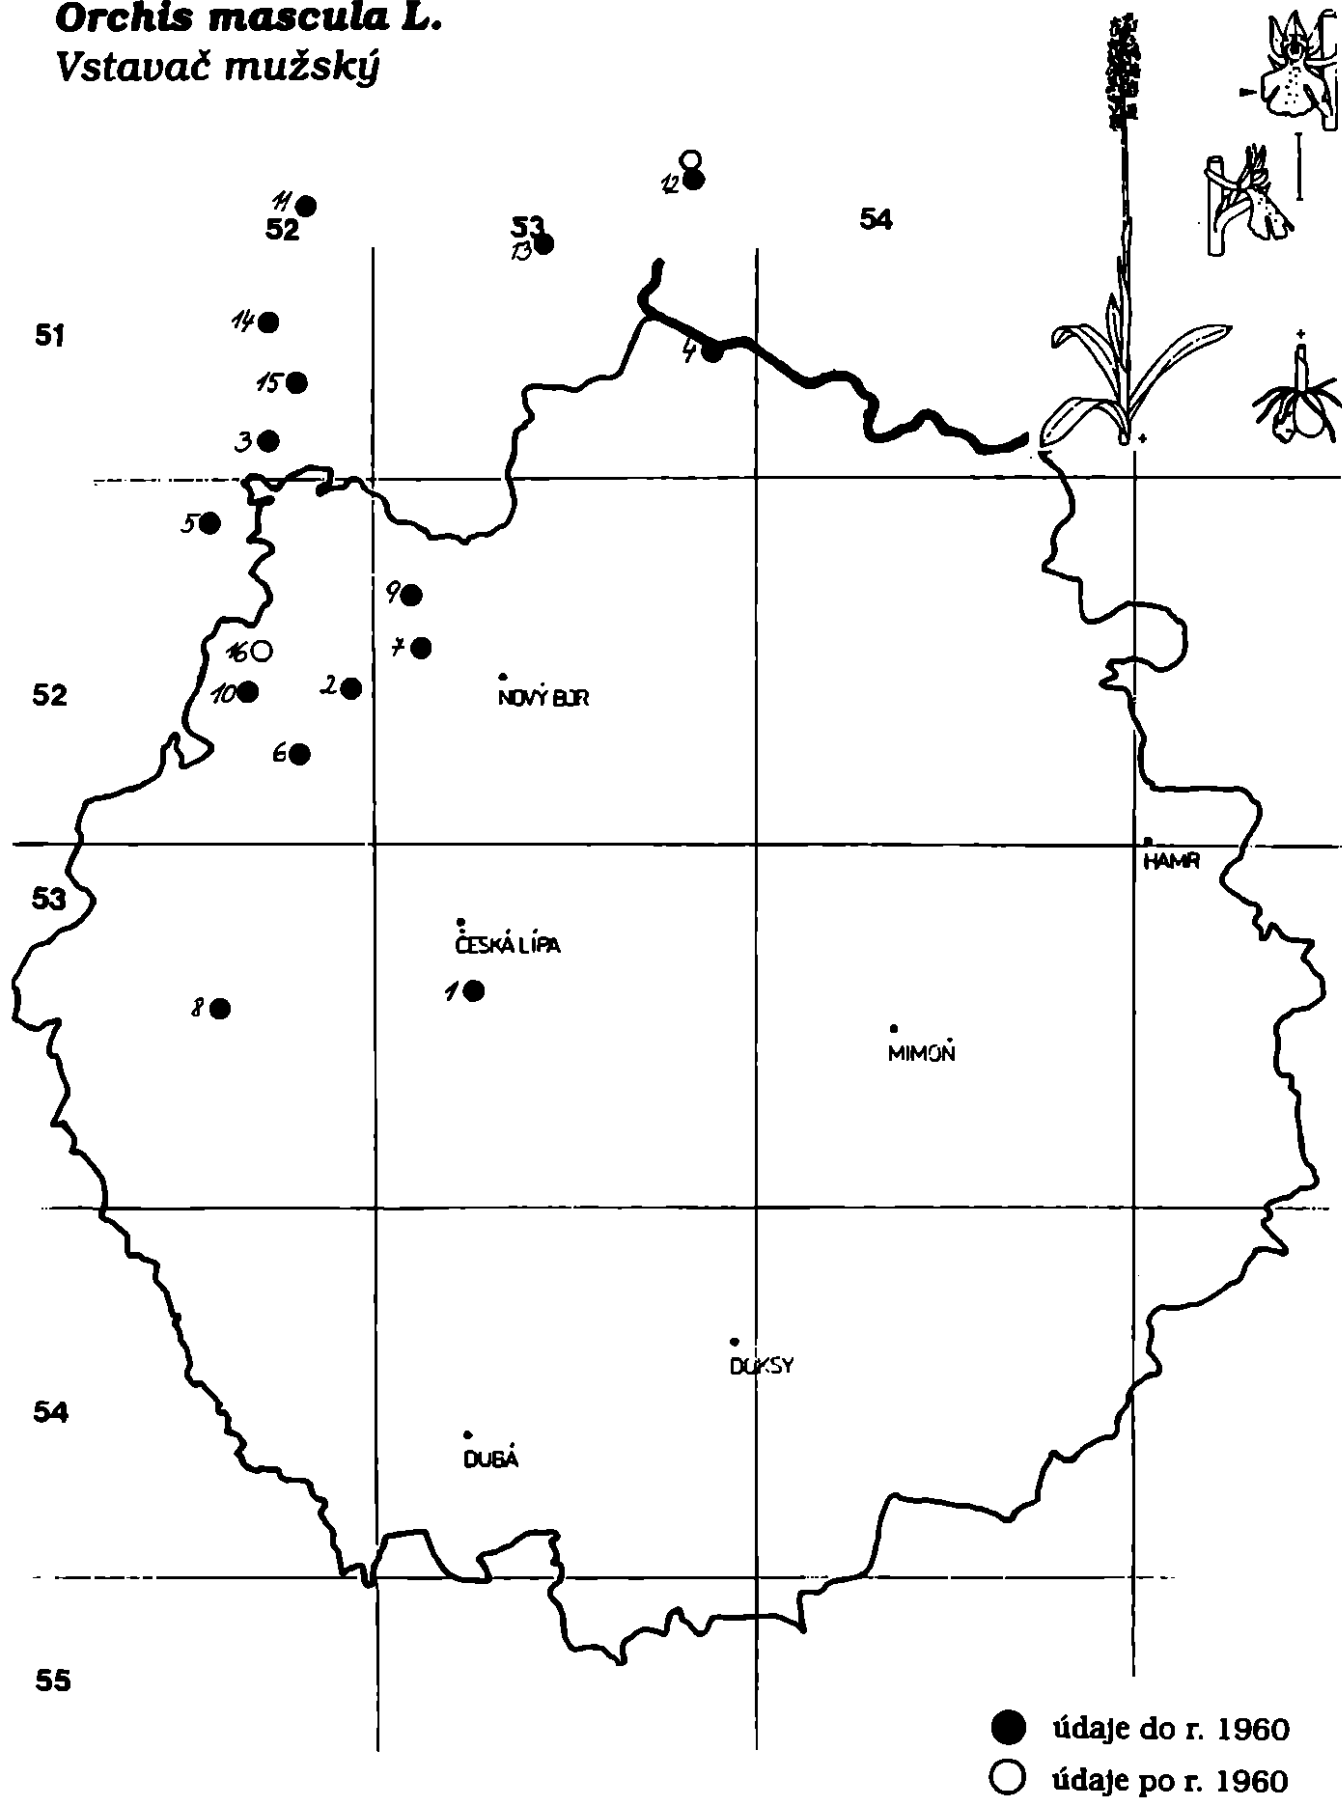 Orchis mascula L.
Vstavač mužský
12
11
52
53
54
13
51
14
4
15
3
5
9
16
7
52
10
2
NOVÝ BOR
6
HAMR
53
ČESKÁ LÍPA
8
1
MIMOŇ
DOKSY
54
DUBÁ
55
údaje do r. 1960
údaje po r. 1960